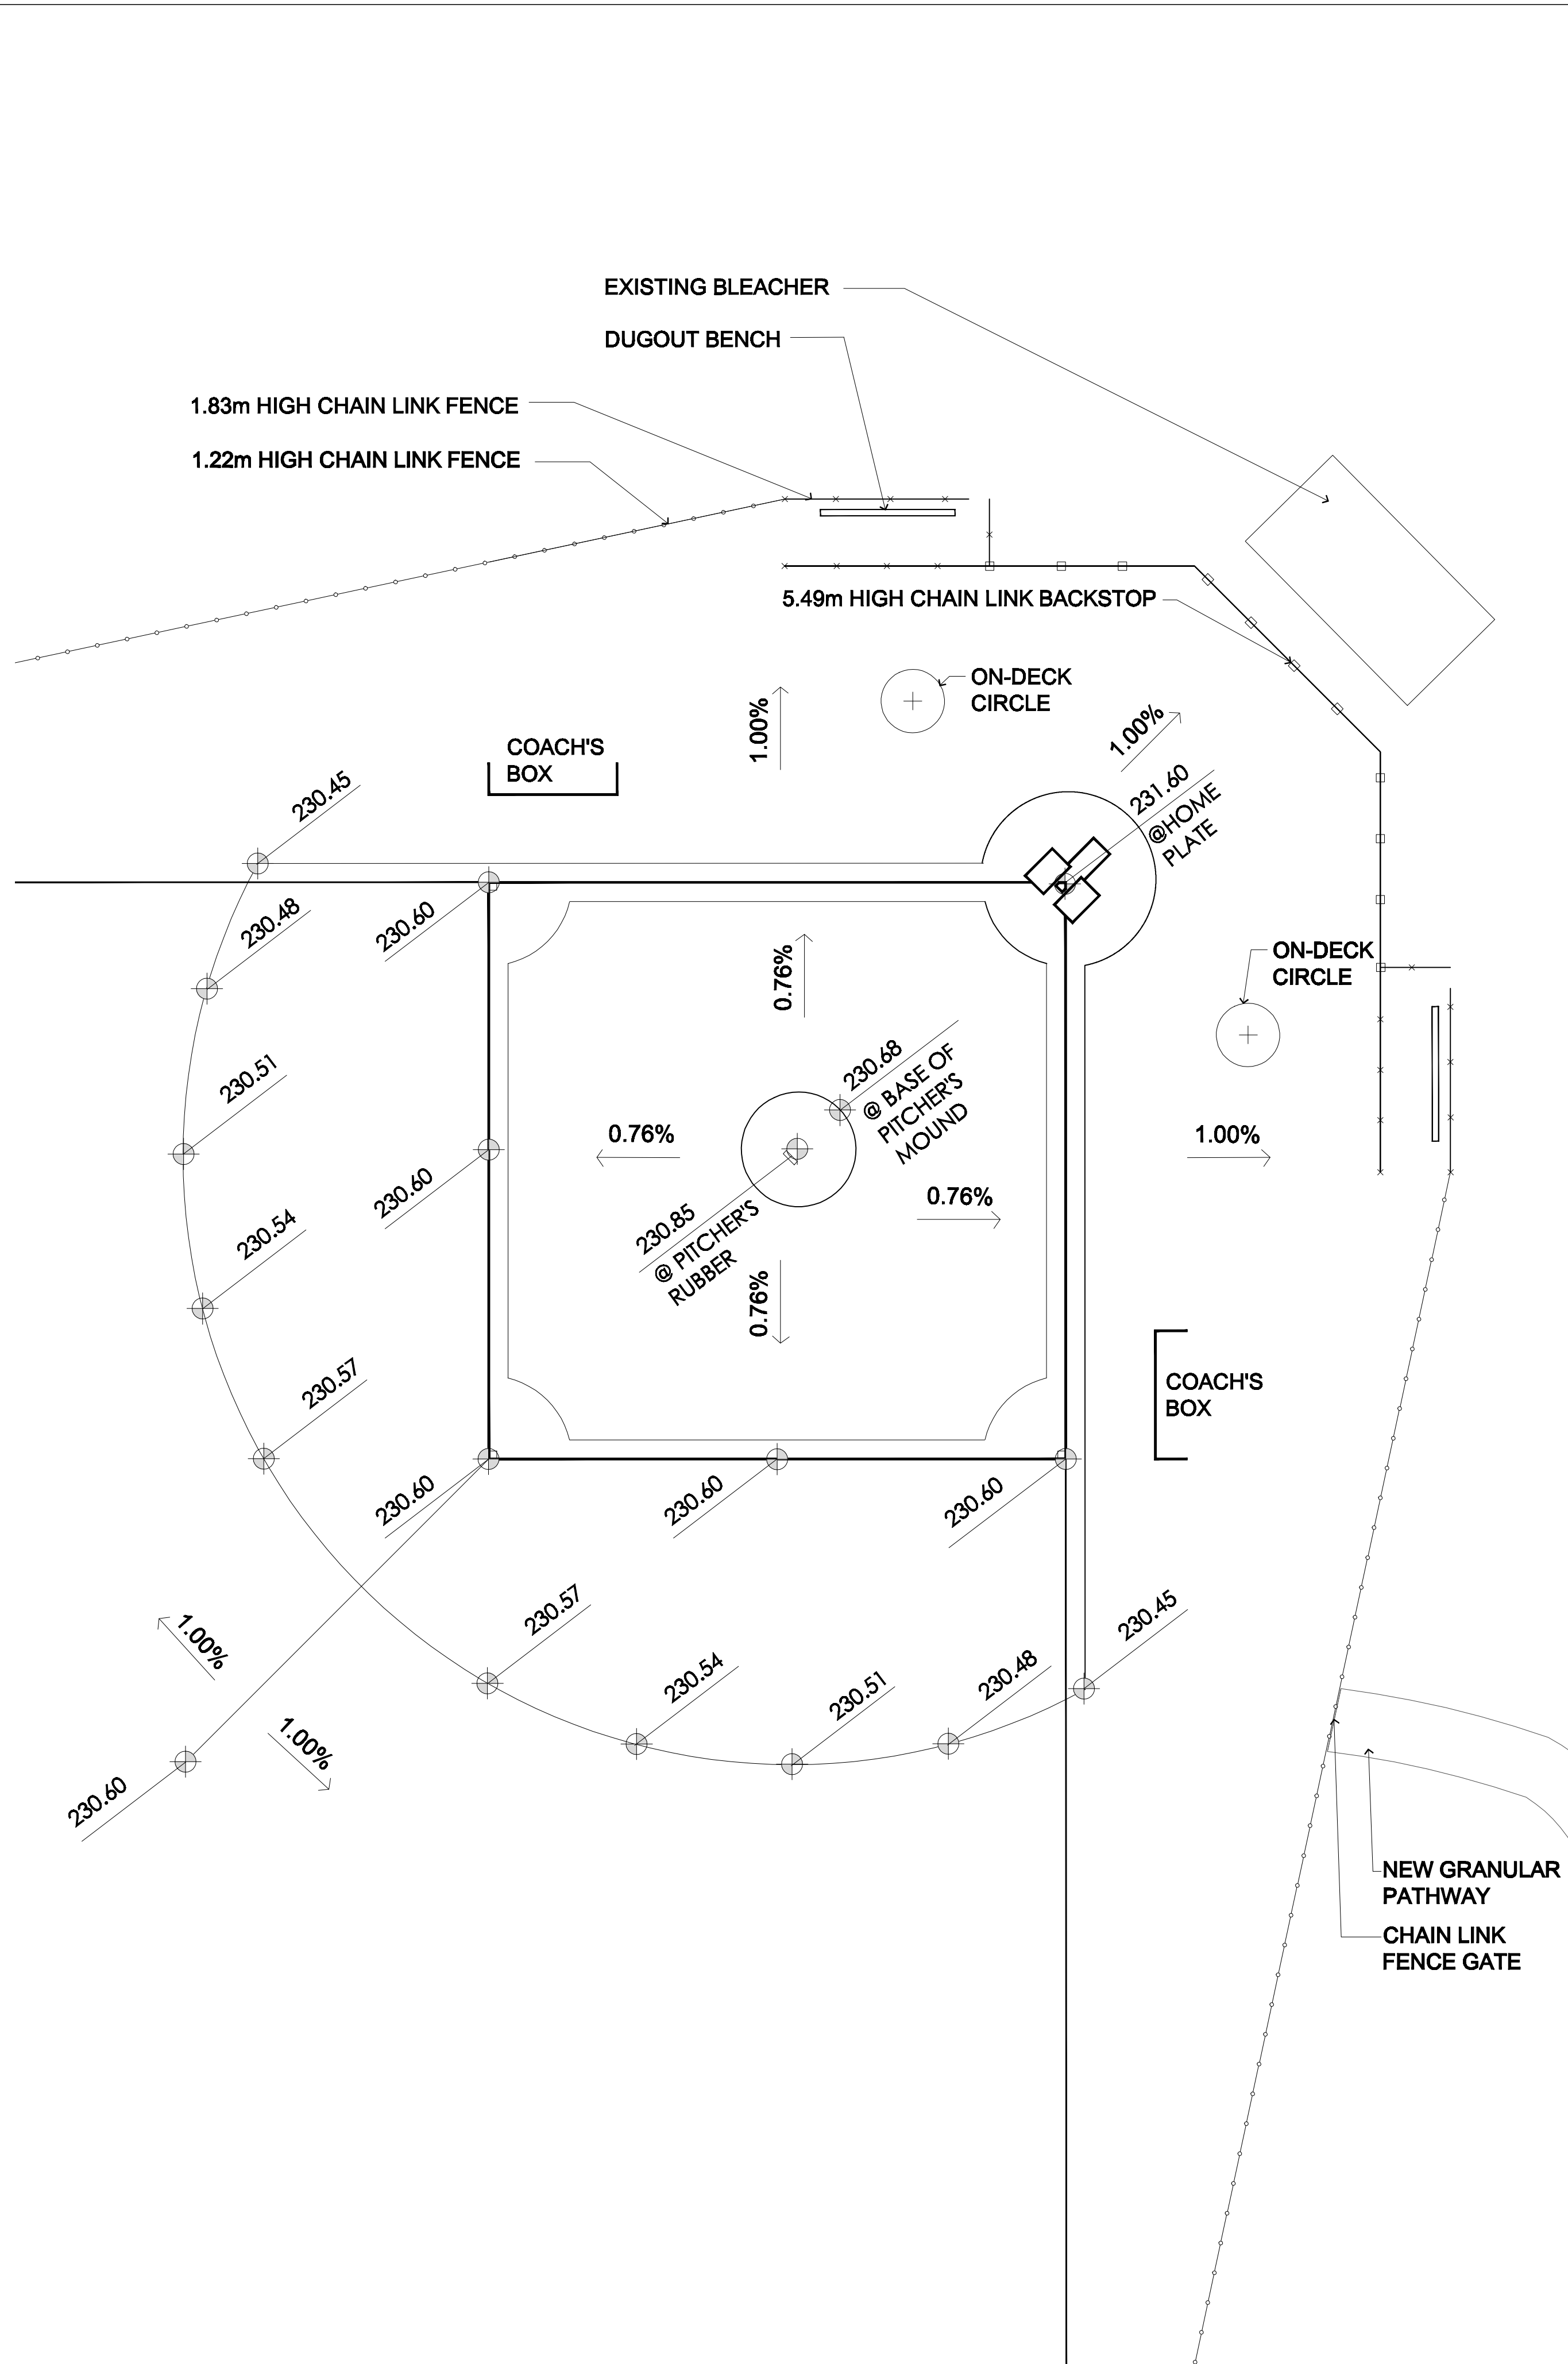 EXISTING BLEACHER
DUGOUT BENCH
1.83m HIGH CHAIN LINK FENCE
1.22m HIGH CHAIN LINK FENCE
5.49m HIGH CHAIN LINK BACKSTOP
ON-DECK
CIRCLE
1.00%
1.00%
COACH'S
BOX
230.45
231.60
@HOME
PLATE
230.48
230.60
0.76%
ON-DECK
CIRCLE
230.51
230.68
@ BASE OF
PITCHER'S
MOUND
0.76%
1.00%
230.60
0.76%
230.54
230.85
@ PITCHER'S
RUBBER
0.76%
230.57
COACH'S
BOX
230.60
230.60
230.60
230.57
230.45
1.00%
230.54
230.51
230.48
1.00%
230.60
NEW GRANULAR
PATHWAY
CHAIN LINK
FENCE GATE